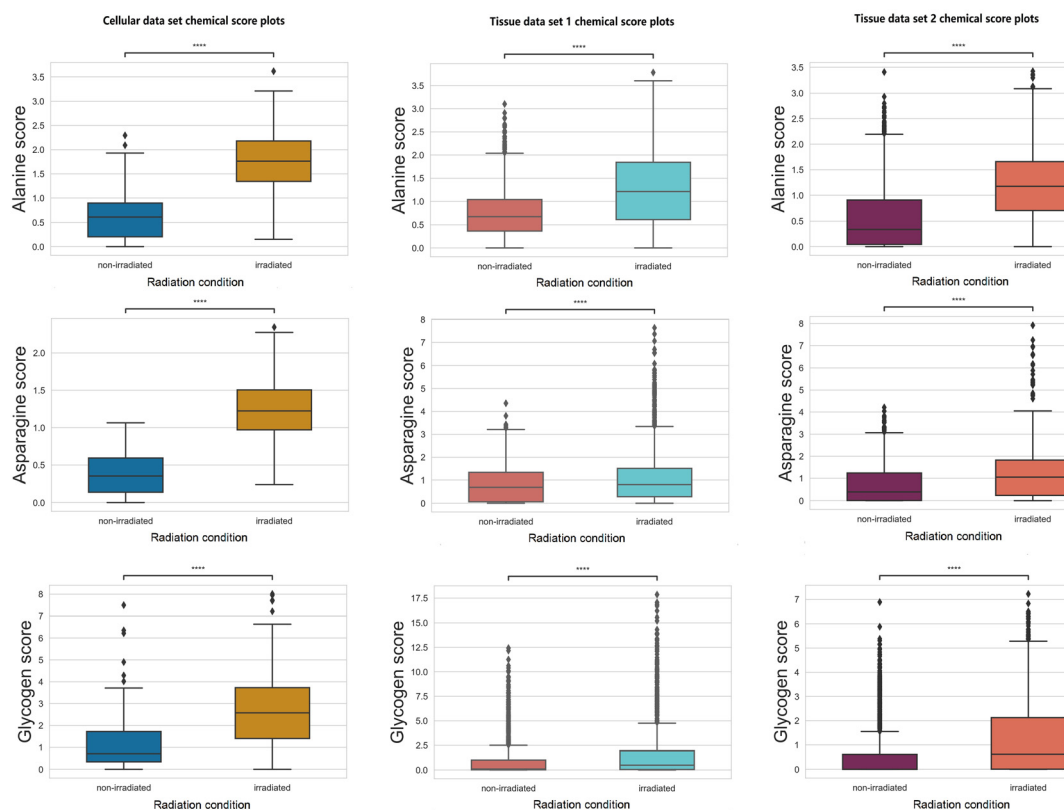 Cellular data set chemical score plots
Tissue data set 1 chemical score plots
Tissue data set 2 chemical score plots
****
****
****
Alanine score
3.5
3.0
2.5
2.0
1.5
1.0
0.5
0.0
non-irradiated
irradiated
Radiation condition
Alanine score
3.5
3.0
2.5
2.0
1.5
1.0
0.5
0.0
non-irradiated
irradiated
Radiation condition
Alanine score
3.5
3.0
2.5
2.0
1.5
1.0
0.5
0.0
non-irradiated
irradiated
Radiation condition
****
****
****
Asparagine score
2.0
1.5
1.0
0.5
0.0
non-irradiated
irradiated
Radiation condition
Asparagine score
8
7
6
5
4
3
2
1
0
non-irradiated
irradiated
Radiation condition
Asparagine score
8
7
6
5
4
3
2
1
0
non-irradiated
irradiated
Radiation condition
****
****
****
Glycogen score
8
7
6
5
4
3
2
1
0
non-irradiated
irradiated
Radiation condition
Glycogen score
17.5
15.0
12.5
10.0
7.5
5.0
2.5
0.0
non-irradiated
irradiated
Radiation condition
Glycogen score
7
6
5
4
3
2
1
0
non-irradiated
irradiated
Radiation condition